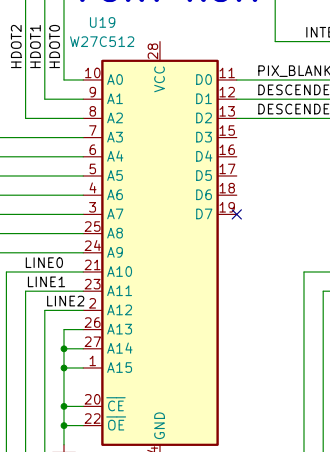 U19
W27C512
HDOT2
HDOT1
HDOT0
28
VCC
INTE
10 A0 D0 11 PIX_BLANK
9 A1 D1 12 DESCENDE
8 A2 D2 13 DESCENDE
7 A3 D3 15
6 A4 D4 16
5 A5 D5 17
4 A6 D6 18
3 A7 D7 19
25 A8
24 A9
LINE0 21 A10
LINE1 23 A11
LINE2 2 A12
26 A13
27 A14
1 A15
20 CE
22 OE
GND